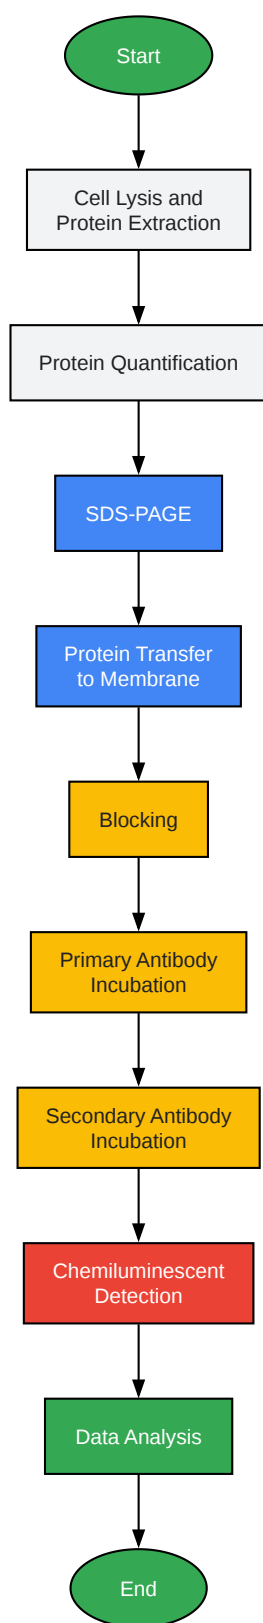 Start
Cell Lysis and
Protein Extraction
Protein Quantification
SDS-PAGE
Protein Transfer
to Membrane
Blocking
Primary Antibody
Incubation
Secondary Antibody
Incubation
Chemiluminescent
Detection
Data Analysis
End